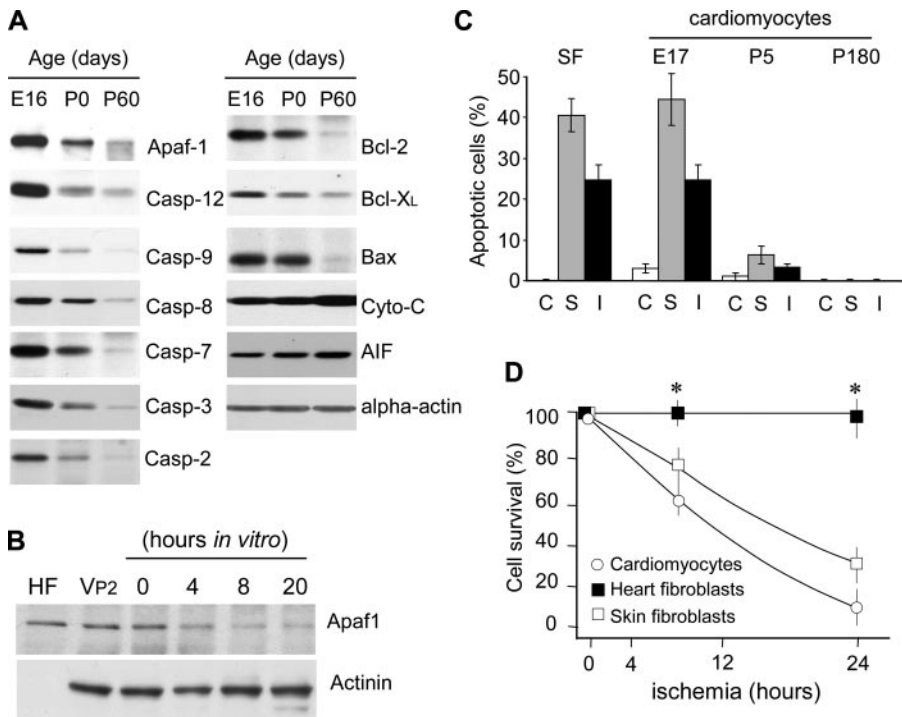 A
Age (days)
E16 P0 P60
Apaf-1
Casp-12
Casp-9
Casp-8
Casp-7
Casp-3
Casp-2
Age (days)
E16 P0 P60
Bcl-2
Bcl-XL
Bax
Cyto-C
AIF
alpha-actin
B
(hours in vitro)
HF VP2 0 4 8 20
Apaf1
Actinin
C
cardiomyocytes
SF E17 P5 P180
Apoptotic cells (%)
50
40
30
20
10
0
C S I C S I C S I C S I
D
* *
Cell survival (%)
100
80
60
40
20
0
Cardiomyocytes
Heart fibroblasts
Skin fibroblasts
0 4 12 24
ischemia (hours)